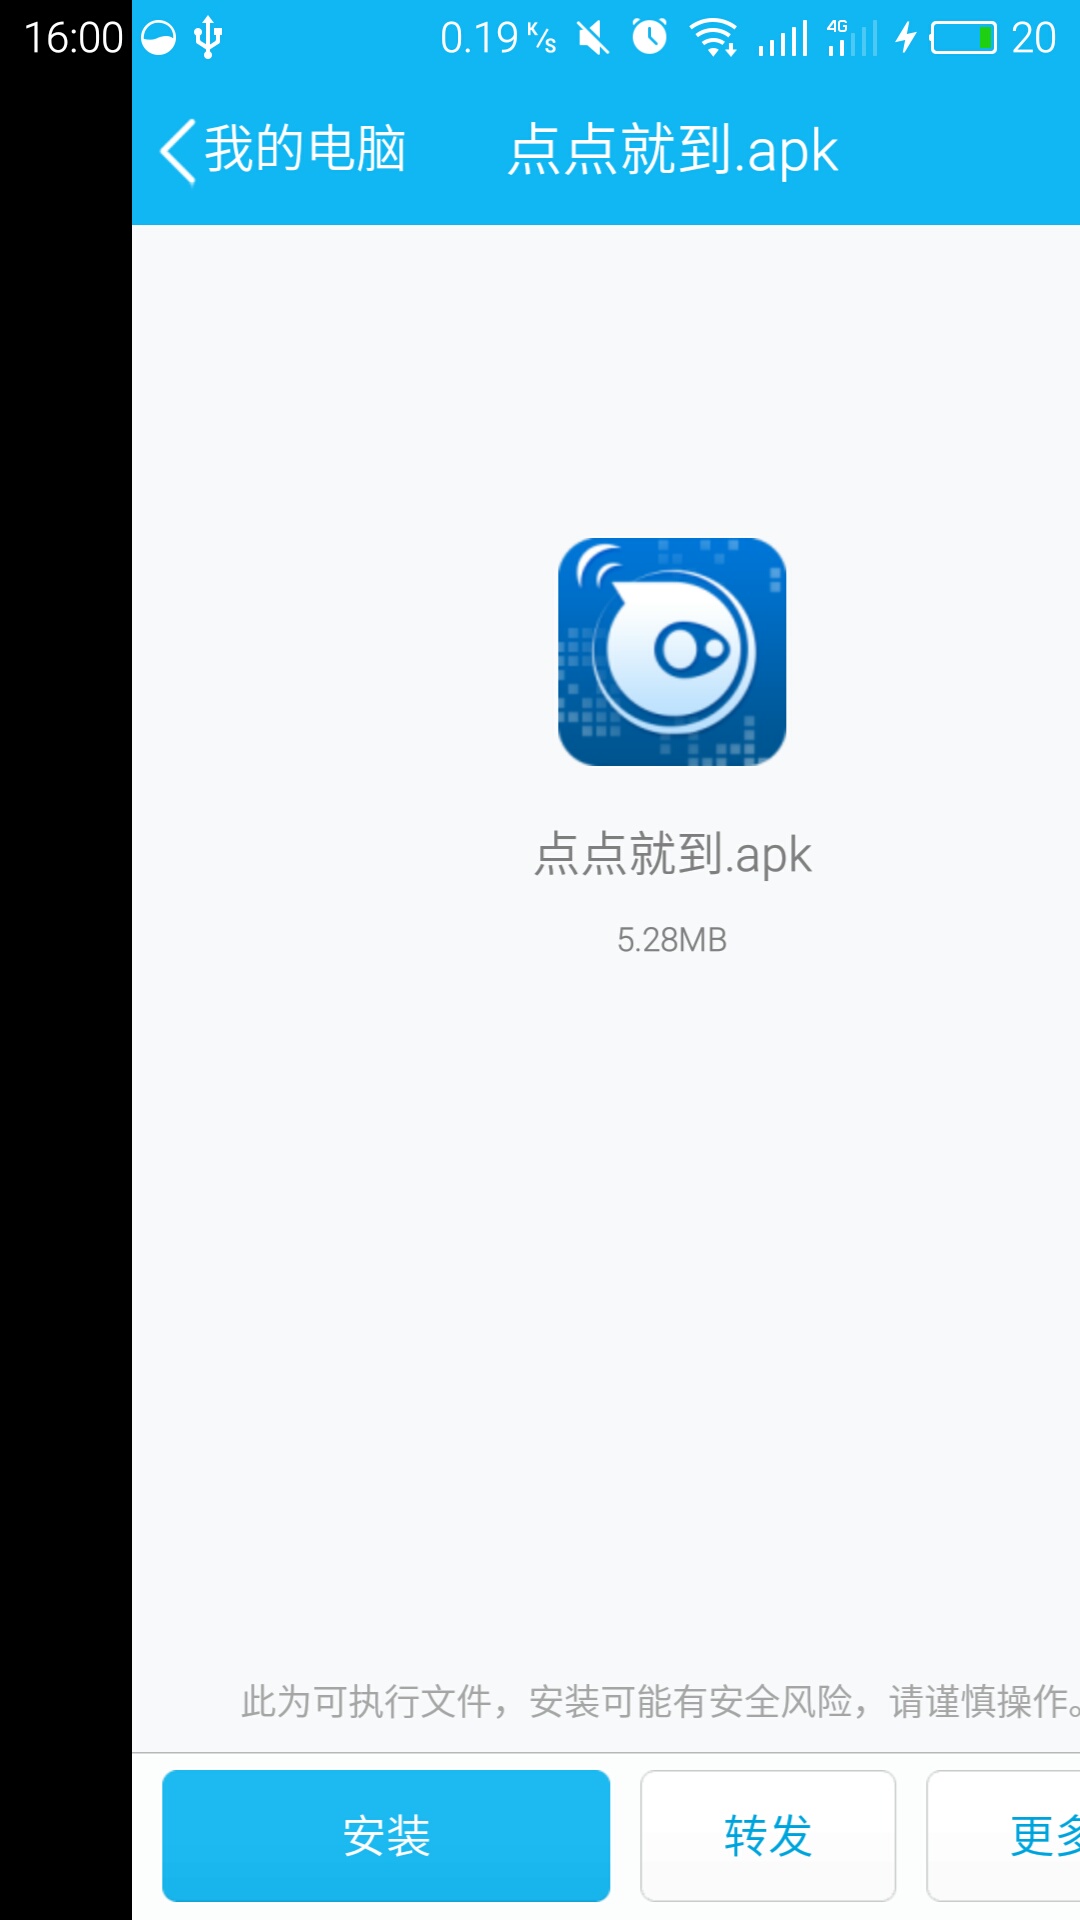 16:00 0.19 K/s 4G 20
我的电脑 点点就到.apk
点点就到.apk
5.28MB
此为可执行文件，安装可能有安全风险，请谨慎操作。
安装 转发 更多